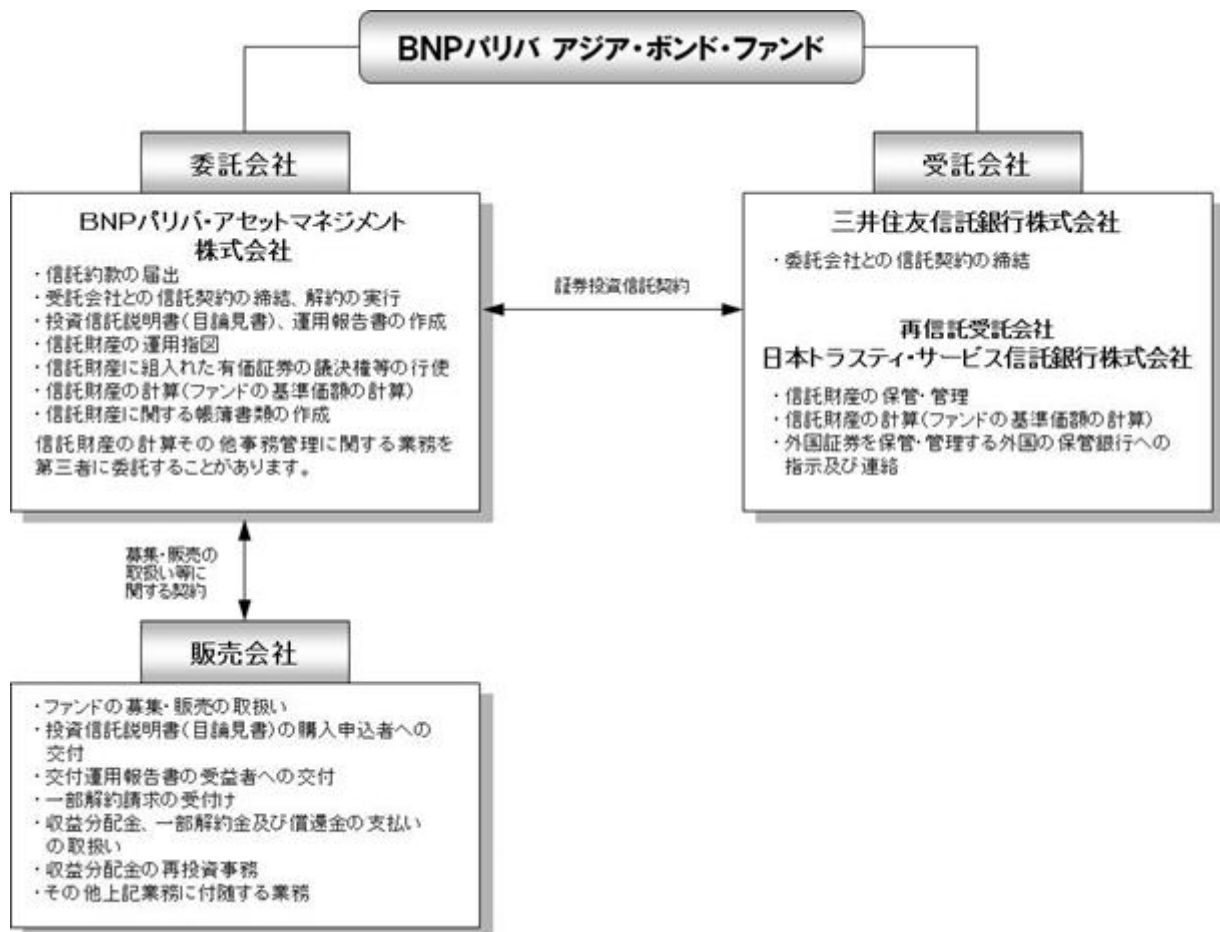 BNPパリバ アジア・ボンド・ファンド
委託会社
BNPパリバ・アセットマネジメント
株式会社
・信託約款の届出
・受託会社との信託契約の締結、解約の実行
・投資信託説明書(目論見書)、運用報告書の作成
・信託財産の運用指図
・信託財産に組入れた有価証券の議決権等の行使
・信託財産の計算(ファンドの基準価額の計算)
・信託財産に関する帳簿書類の作成
信託財産の計算その他事務管理に関する業務を
第三者に委託することがあります。
証券投資信託契約
受託会社
三井住友信託銀行株式会社
・委託会社との信託契約の締結
再信託受託会社
日本トラスティ・サービス信託銀行株式会社
・信託財産の保管・管理
・信託財産の計算(ファンドの基準価額の計算)
・外国証券を保管・管理する外国の保管銀行への
指示及び連絡
募集・販売の
取扱い等に
関する契約
販売会社
・ファンドの募集・販売の取扱い
・投資信託説明書(目論見書)の購入申込者への
交付
・交付運用報告書の受益者への交付
・一部解約請求の受付け
・収益分配金、一部解約金及び償還金の支払い
の取扱い
・収益分配金の再投資事務
・その他上記業務に付随する業務